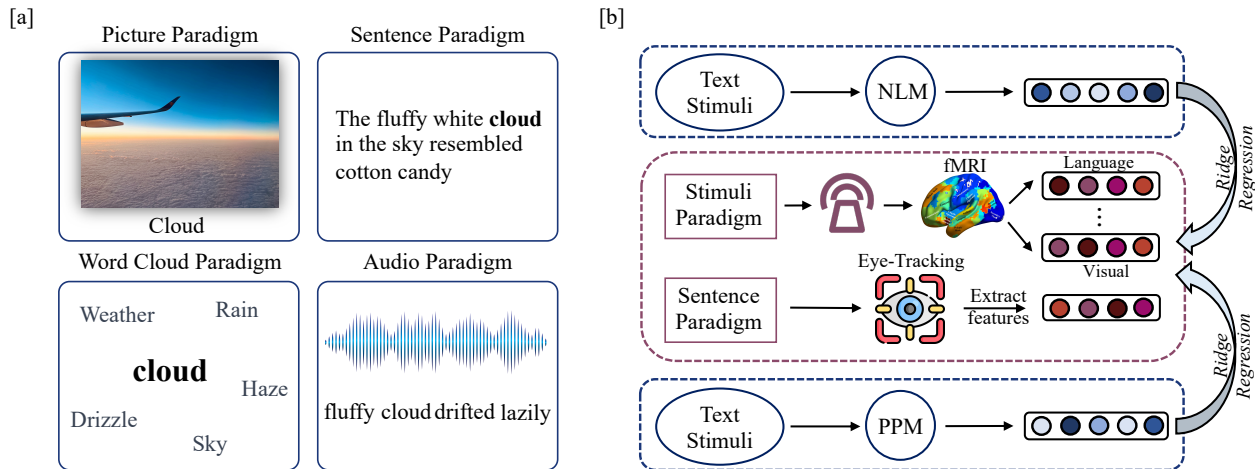 [a]
Picture Paradigm
Cloud
Sentence Paradigm
The fluffy white cloud
in the sky resembled
cotton candy
Word Cloud Paradigm
Weather
Rain
cloud
Haze
Drizzle
Sky
Audio Paradigm
fluffy cloud drifted lazily
[b]
Text
Stimuli
NLM
Ridge
Regression
Stimuli
Paradigm
fMRI
Language
Visual
Sentence
Paradigm
Eye-Tracking
Extract
features
Text
Stimuli
PPM
Ridge
Regression